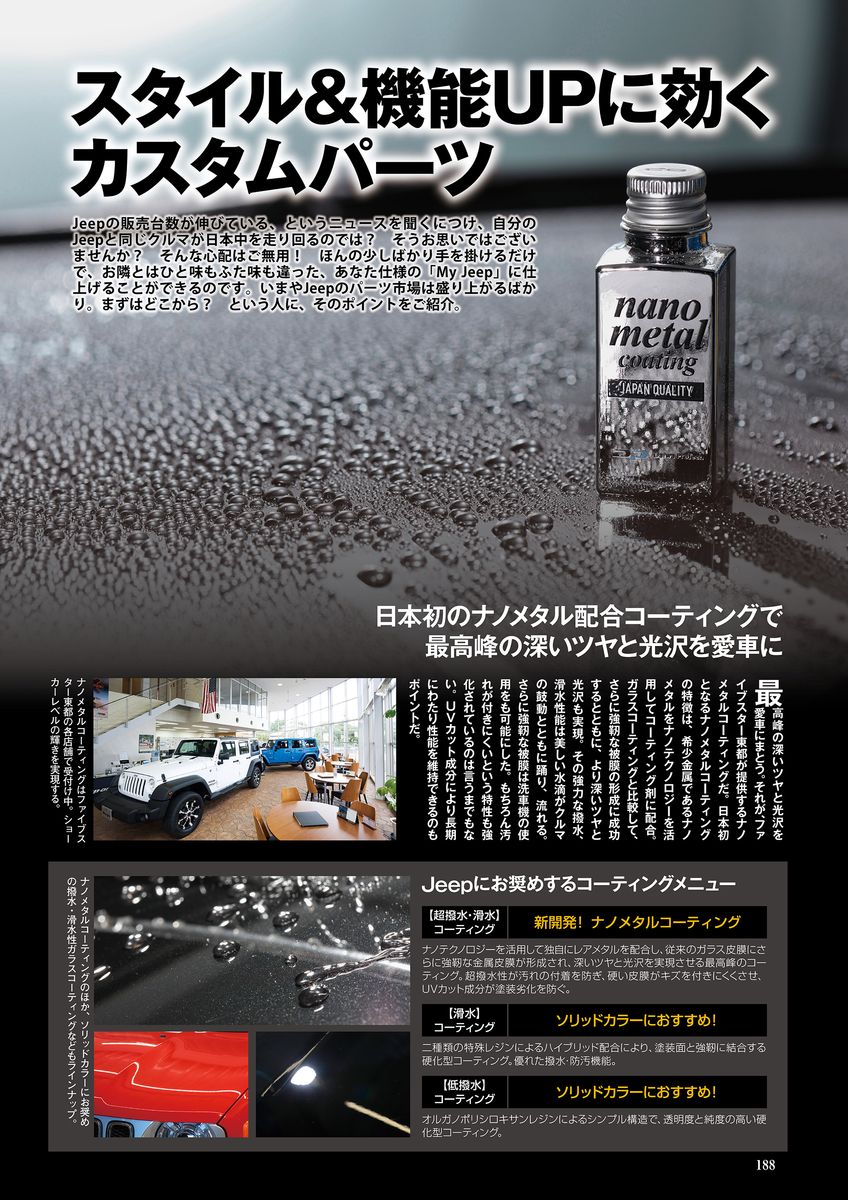 スタイル&機能UPに効く
カスタムパーツ
Jeepの販売台数が伸びている、というニュースを聞くにつけ、自分の
Jeepと同じクルマが日本中を走り回るのでは？　そうお思いではござい
ませんか？　そんな心配はご無用！　ほんの少しばかり手を掛けるだけ
で、お隣とはひと味もふた味も違った、あなた仕様の「My Jeep」に仕
上げることができるのです。いまやJeepのパーツ市場は盛り上がるばか
り。まずはどこから？　という人に、そのポイントをご紹介。
nano
metal
coating
JAPAN QUALITY
日本初のナノメタル配合コーティングで
最高峰の深いツヤと光沢を愛車に
最高峰の深いツヤと光沢を
愛車にまとう。それが、ファ
イブスター東都が提供するナノ
メタルコーティングだ。日本初
となるナノメタルコーティング
の特徴は、希少金属であるナノ
メタルをナノテクノロジーを活
用してコーティング剤に配合。
ガラスコーティングと比較して、
さらに強靭な被膜の形成に成功
するとともに、より深いツヤと
光沢も実現。その強力な撥水、
滑水性能は美しい水滴がクルマ
の鼓動とともに踊り、流れる。
さらに強靭な被膜は洗車機の使
用をも可能にした。もちろん汚
れが付きにくいという特性も強
化されているのは言うまでもな
い。UVカット成分により長期
にわたり性能を維持できるのも
ポイントだ。
ナノメタルコーティングはファイブス
ター東都の各店舗で受付け中。ショー
カーレベルの輝きを実現する。
Jeepにお奨めするコーティングメニュー
【超撥水・滑水】
コーティング
新開発！ ナノメタルコーティング
ナノテクノロジーを活用して独自にレアメタルを配合し、従来のガラス皮膜にさ
らに強靭な金属皮膜が形成され、深いツヤと光沢を実現させる最高峰のコー
ティング。超撥水性が汚れの付着を防ぎ、硬い皮膜がキズを付きにくくさせ、
UVカット成分が塗装劣化を防ぐ。
【滑水】
コーティング
ソリッドカラーにおすすめ！
二種類の特殊レジンによるハイブリッド配合により、塗装面と強靭に結合する
硬化型コーティング。優れた撥水・防汚機能。
【低撥水】
コーティング
ソリッドカラーにおすすめ！
オルガノポリシロキサンレジンによるシンプル構造で、透明度と純度の高い硬
化型コーティング。
ナノメタルコーティングのほか、ソリッドカラーにお奨め
の撥水・滑水性ガラスコーティングなどもラインナップ。
188